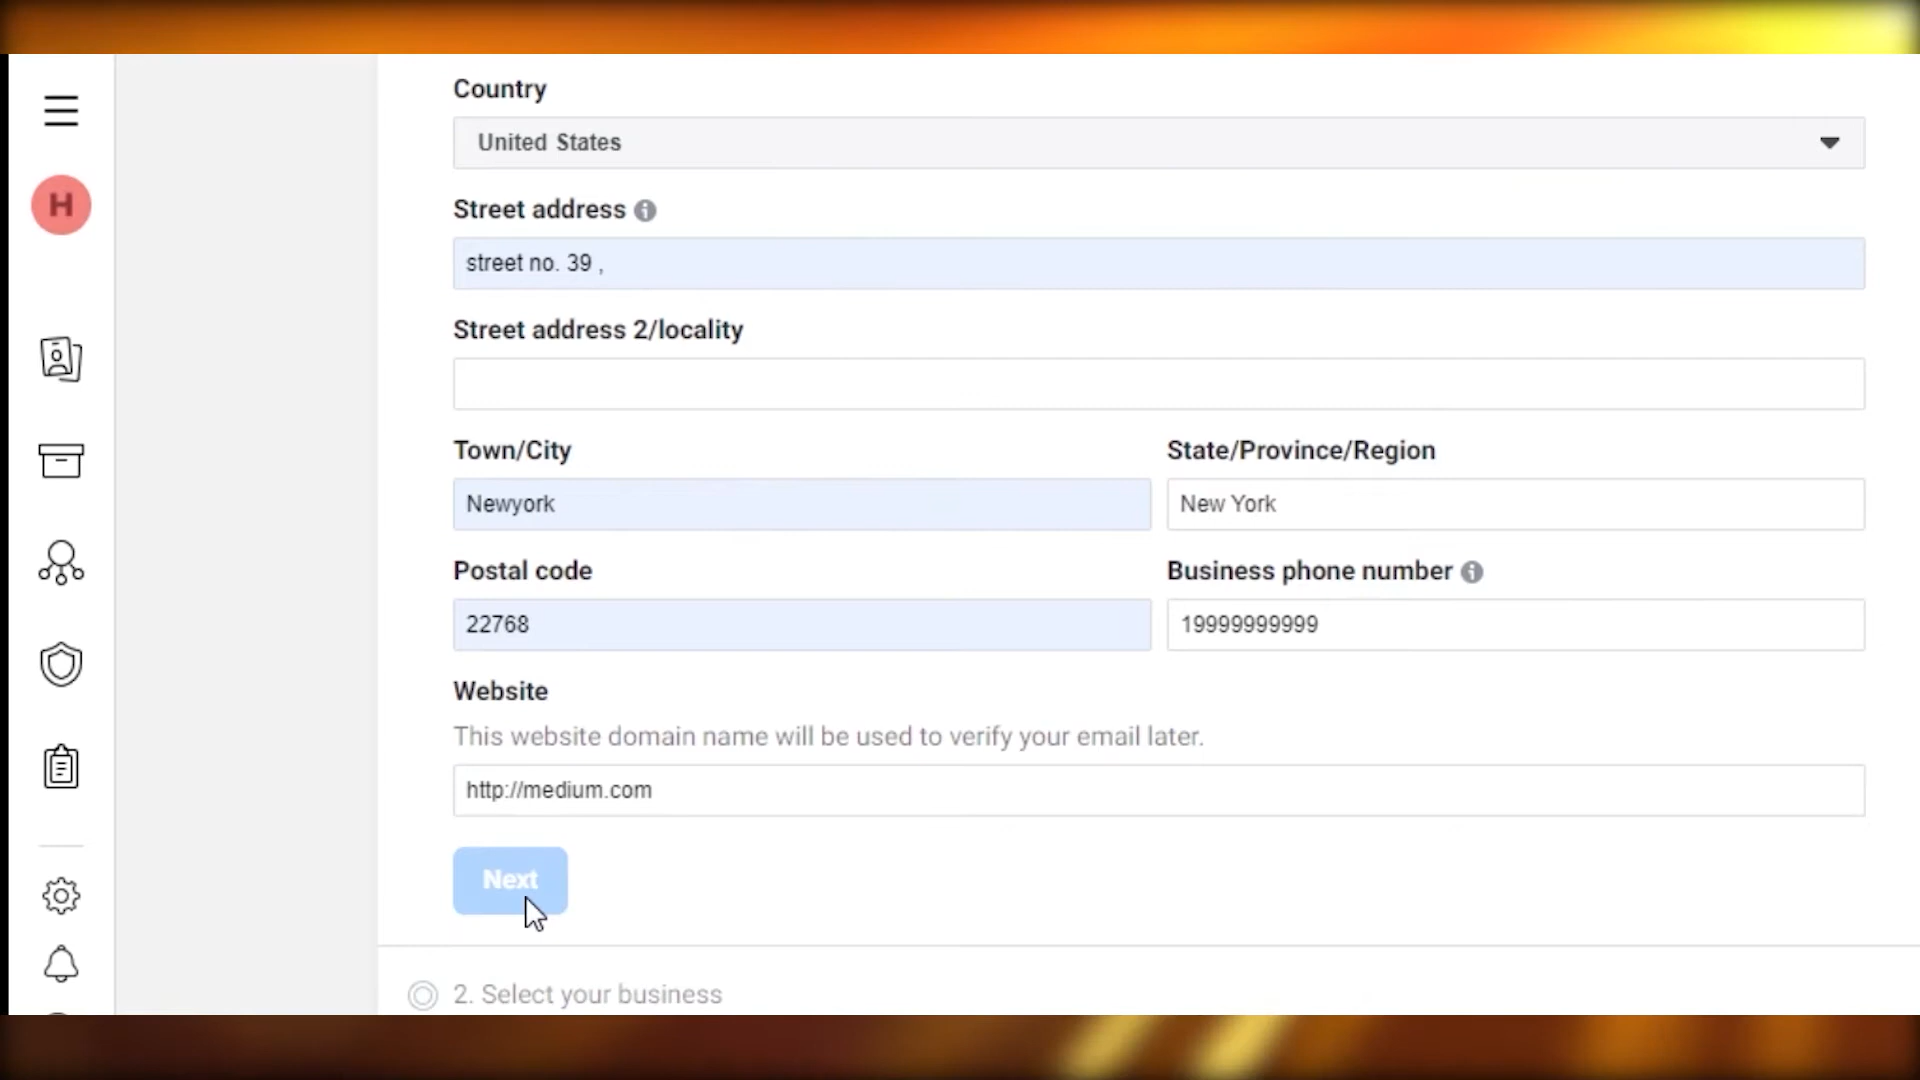 Country
United States
H
Street address
street no. 39 ,
Street address 2/locality
Town/City
State/Province/Region
Newyork
New York
Postal code
Business phone number
22768
19999999999
Website
This website domain name will be used to verify your email later.
http://medium.com
Next
2. Select your business